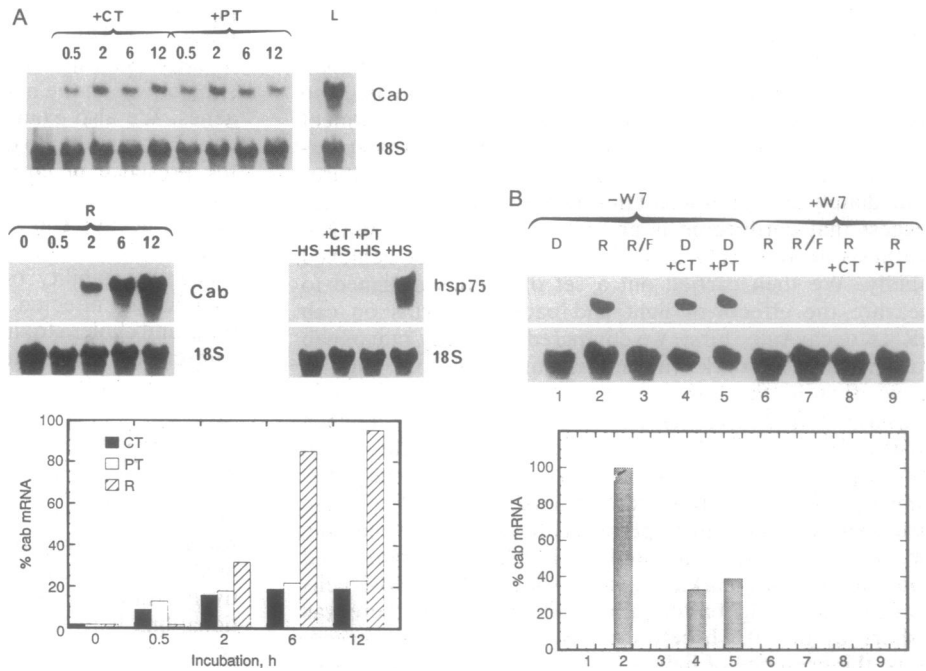 A
+CT +PT L
0.5 2 6 12 0.5 2 6 12
Cab
18S
R
0 0.5 2 6 12
Cab
18S
+CT +PT
-HS -HS -HS +HS
hsp75
18S
100
80
60
40
20
0
% cab mRNA
CT
PT
R
0 0.5 2 6 12
Incubation, h
B
-W7 +W7
D R R/F D D R R/F R R
+CT +PT +CT +PT
1 2 3 4 5 6 7 8 9
100
80
60
40
20
0
% cab mRNA
1 2 3 4 5 6 7 8 9